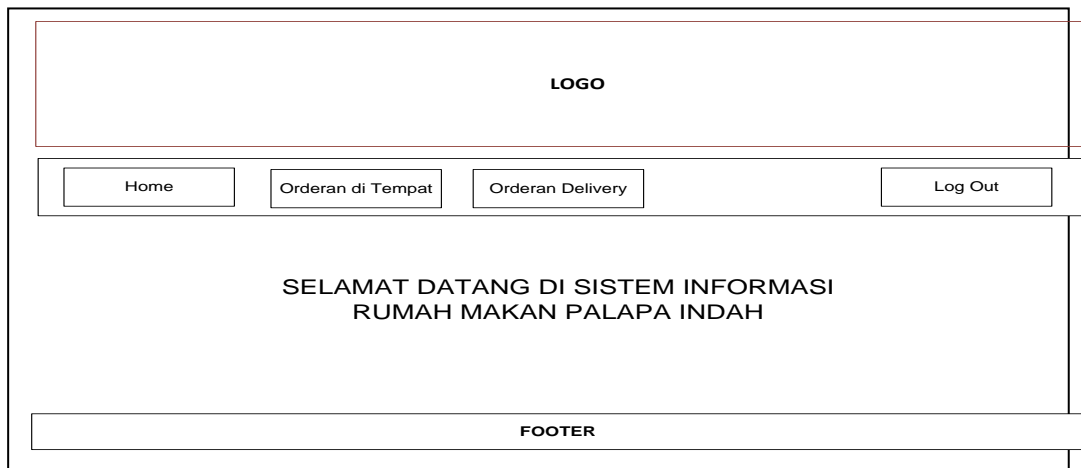 LOGO
Home
Orderan di Tempat
Orderan Delivery
Log Out
SELAMAT DATANG DI SISTEM INFORMASI
RUMAH MAKAN PALAPA INDAH
FOOTER